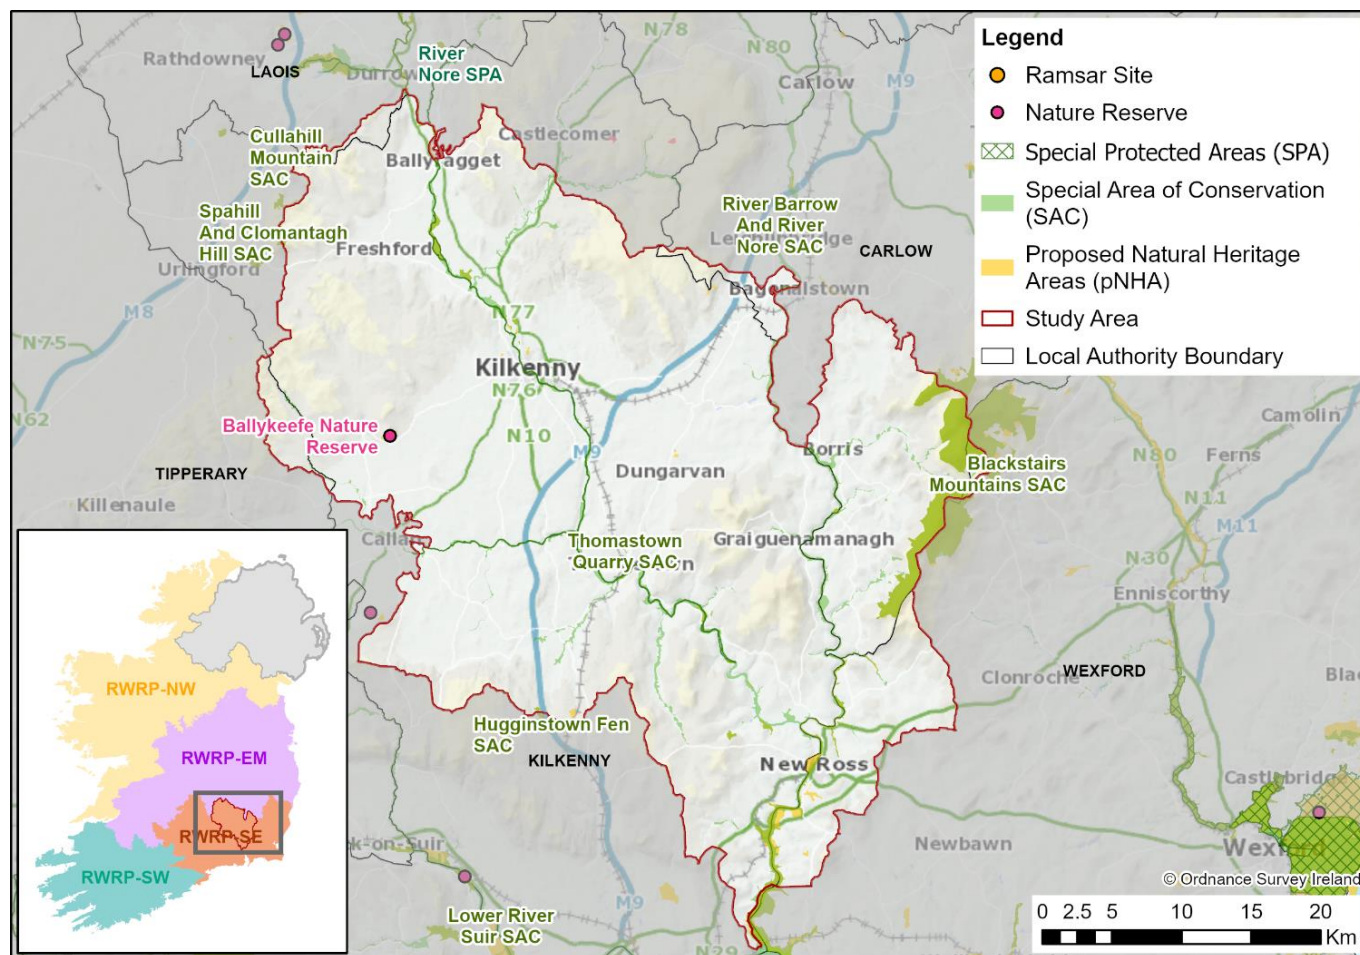 N78
N80
Rathdowney
LAOIS
Durrow
River
Nore SPA
Carlow
M9
Castlecomer
Cullahill
Mountain
SAC
Ballyragget
Spahill
And Clomantagh
Hill SAC
Freshford
Urlingford
River Barrow
And River
Nore SAC
Leighlinbridge
CARLOW
Bagenalstown
M8
N77
N75
Kilkenny
N76
N62
Ballykeefe Nature
Reserve
N10
M9
Borris
Dungarvan
TIPPERARY
Killenaule
Blackstairs
Mountains SAC
Camolin
N80
Ferns
N11
M11
Callan
Thomastown
Quarry SAC
Graiguenamanagh
N30
Enniscorthy
WEXFORD
Clonroche
Hugginstown Fen
SAC
KILKENNY
New Ross
Castlebridge
k-on-Suir
Newbawn
Wexford
M9
Lower River
Suir SAC
N29
Legend
Ramsar Site
Nature Reserve
Special Protected Areas (SPA)
Special Area of Conservation
(SAC)
Proposed Natural Heritage
Areas (pNHA)
Study Area
Local Authority Boundary
RWRP-NW
RWRP-EM
RWRP-SE
RWRP-SW
© Ordnance Survey Ireland
0 2.5 5 10 15 20
Km